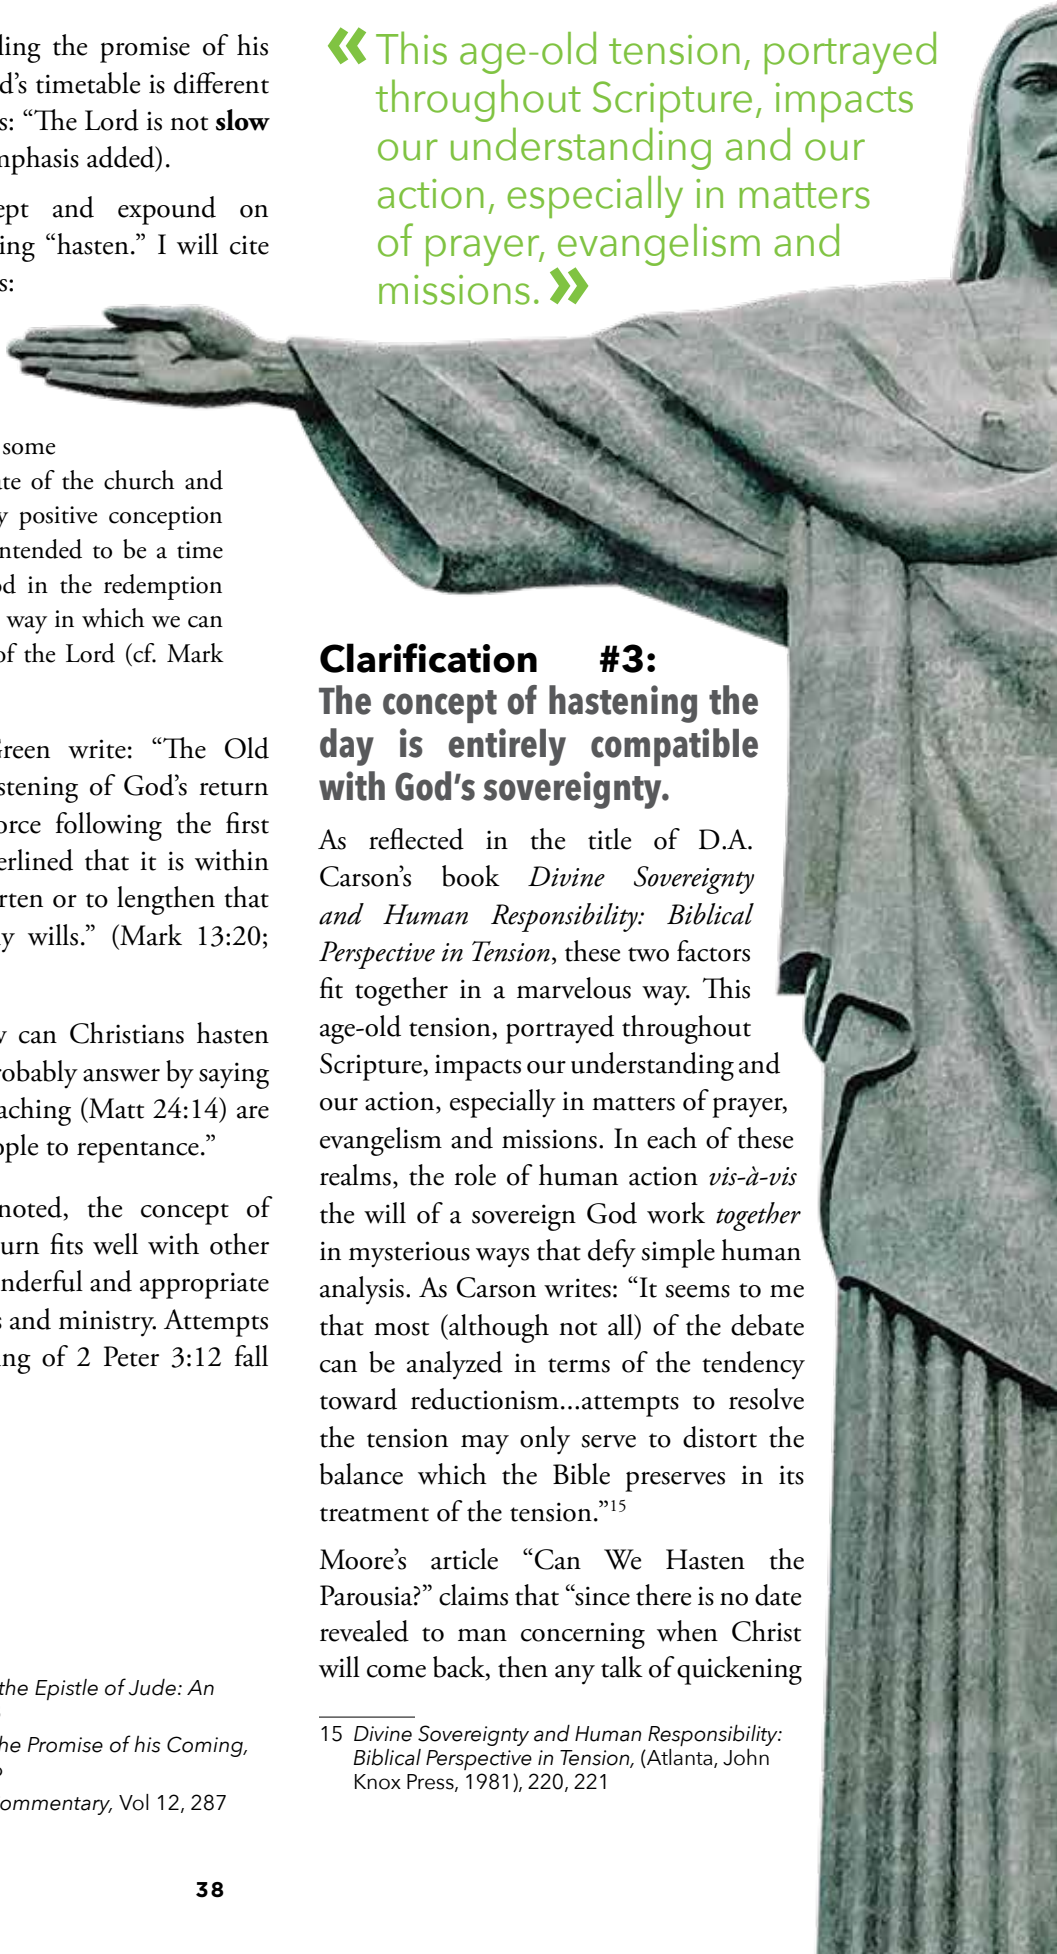 ling the promise of his
d’s timetable is different
s: “The Lord is not slow
mphasis added).
ept and expound on
ing “hasten.” I will cite
s:
some
ate of the church and
y positive conception
ntended to be a time
od in the redemption
way in which we can
of the Lord (cf. Mark
Green write: “The Old
stening of God’s return
orce following the first
erlined that it is within
rten or to lengthen that
y wills.” (Mark 13:20;
y can Christians hasten
robably answer by saying
eaching (Matt 24:14) are
ople to repentance.”
noted, the concept of
urn fits well with other
nderful and appropriate
s and ministry. Attempts
ing of 2 Peter 3:12 fall
the Epistle of Jude: An
he Promise of his Coming,
ommentary, Vol 12, 287
« This age-old tension, portrayed
throughout Scripture, impacts
our understanding and our
action, especially in matters
of prayer, evangelism and
missions. »
Clarification #3:
The concept of hastening the
day is entirely compatible
with God’s sovereignty.
As reflected in the title of D.A.
Carson’s book Divine Sovereignty
and Human Responsibility: Biblical
Perspective in Tension, these two factors
fit together in a marvelous way. This
age-old tension, portrayed throughout
Scripture, impacts our understanding and
our action, especially in matters of prayer,
evangelism and missions. In each of these
realms, the role of human action vis-à-vis
the will of a sovereign God work together
in mysterious ways that defy simple human
analysis. As Carson writes: “It seems to me
that most (although not all) of the debate
can be analyzed in terms of the tendency
toward reductionism...attempts to resolve
the tension may only serve to distort the
balance which the Bible preserves in its
treatment of the tension.”15
Moore’s article “Can We Hasten the
Parousia?” claims that “since there is no date
revealed to man concerning when Christ
will come back, then any talk of quickening
15 Divine Sovereignty and Human Responsibility:
Biblical Perspective in Tension, (Atlanta, John
Knox Press, 1981), 220, 221
38